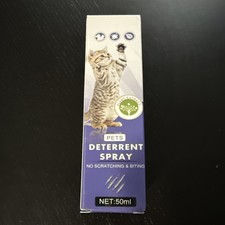 PETS
DETERRENT
SPRAY
NO SCRATCHING & BITING
NET:50ml